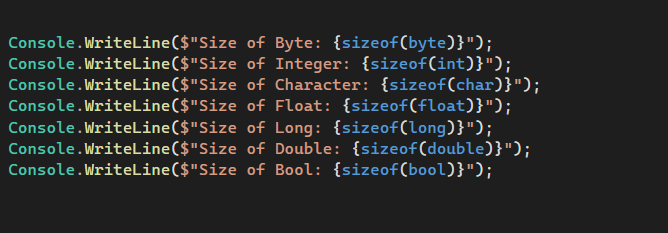 Console.WriteLine($"Size of Byte: {sizeof(byte)}");
Console.WriteLine($"Size of Integer: {sizeof(int)}");
Console.WriteLine($"Size of Character: {sizeof(char)}");
Console.WriteLine($"Size of Float: {sizeof(float)}");
Console.WriteLine($"Size of Long: {sizeof(long)}");
Console.WriteLine($"Size of Double: {sizeof(double)}");
Console.WriteLine($"Size of Bool: {sizeof(bool)}");